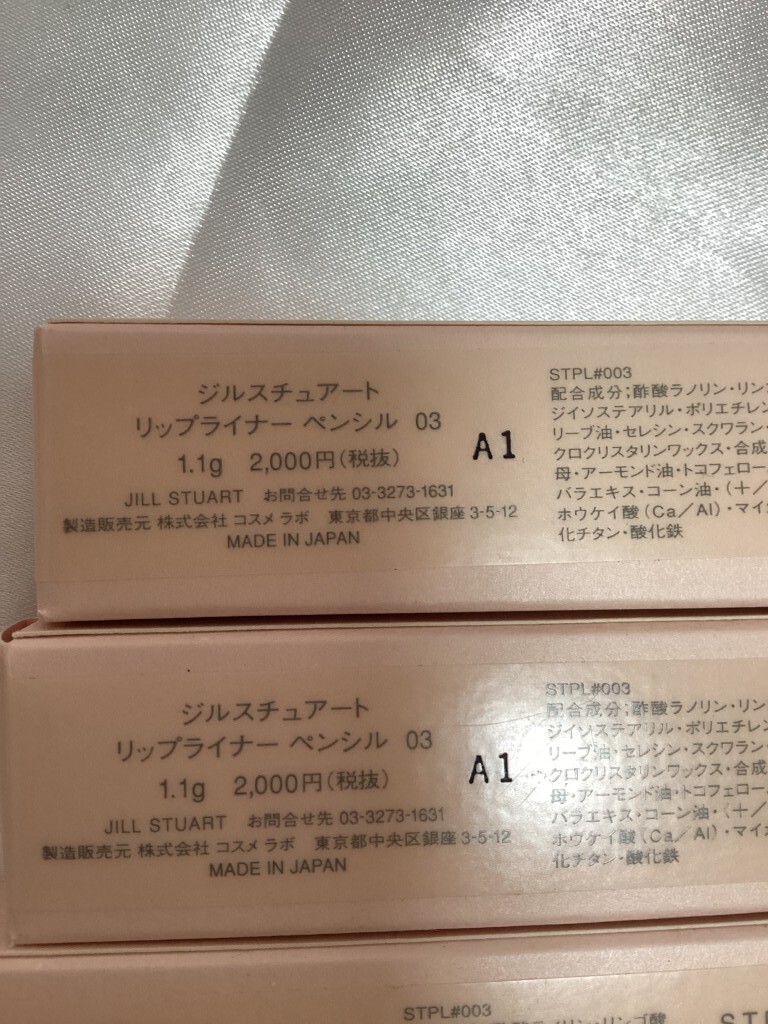 ジルスチュアート
リップライナー ペンシル 03
1.1g 2,000円(税抜)
JILL STUART お問合せ先 03-3273-1631
製造販売元 株式会社 コスメ ラボ 東京都中央区銀座 3-5-12
MADE IN JAPAN
A1
STPL#003
配合成分;酢酸ラノリン・リン
ジイソステアリル・ポリエチレン
リーブ油・セレシン・スクワラン・
クロクリスタリンワックス・合成
母・アーモンド油・トコフェロー
バラエキス・コーン油・(+/
ホウケイ酸(Ca/Al)・マイ
化チタン・酸化鉄
ジルスチュアート
リップライナー ペンシル 03
1.1g 2,000円(税抜)
JILL STUART お問合せ先 03-3273-1631
製造販売元 株式会社 コスメ ラボ 東京都中央区銀座 3-5-12
MADE IN JAPAN
A1
STPL#003
配合成分;酢酸ラノリン・リン
ジイソステアリル・ポリエチレン
リーブ油・セレシン・スクワラン・
クロクリスタリンワックス・合成
母・アーモンド油・トコフェロー
バラエキス・コーン油・(+/
ホウケイ酸(Ca/Al)・マイ
化チタン・酸化鉄
STPL#003